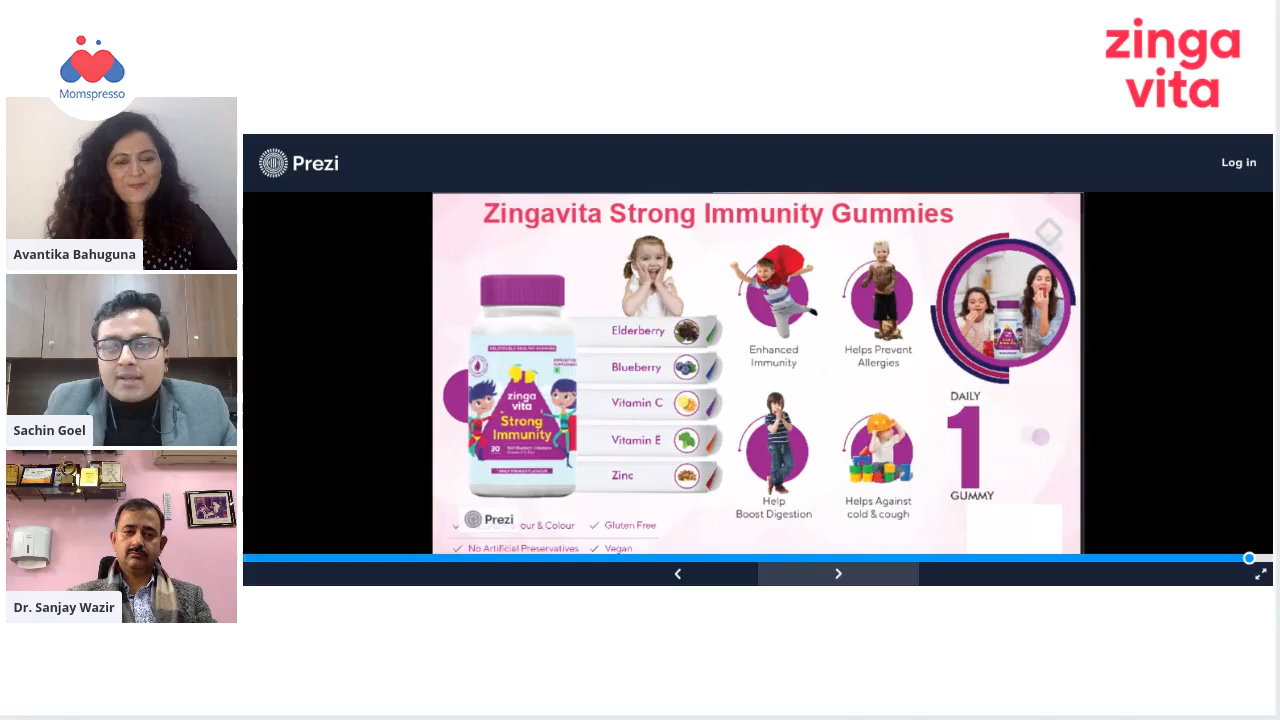 Momspresso
zinga
vita
Avantika Bahuguna
Sachin Goel
Dr. Sanjay Wazir
Prezi
Log in
Zingavita Strong Immunity Gummies
zinga
vita
Strong
Immunity
30
Elderberry
Blueberry
Vitamin C
Vitamin E
Zinc
Enhanced
Immunity
Helps Prevent
Allergies
Help
Boost Digestion
Helps Against
cold & cough
DAILY
1
GUMMY
Prezi
our & Colour
Gluten Free
No Artificial Preservatives
Vegan